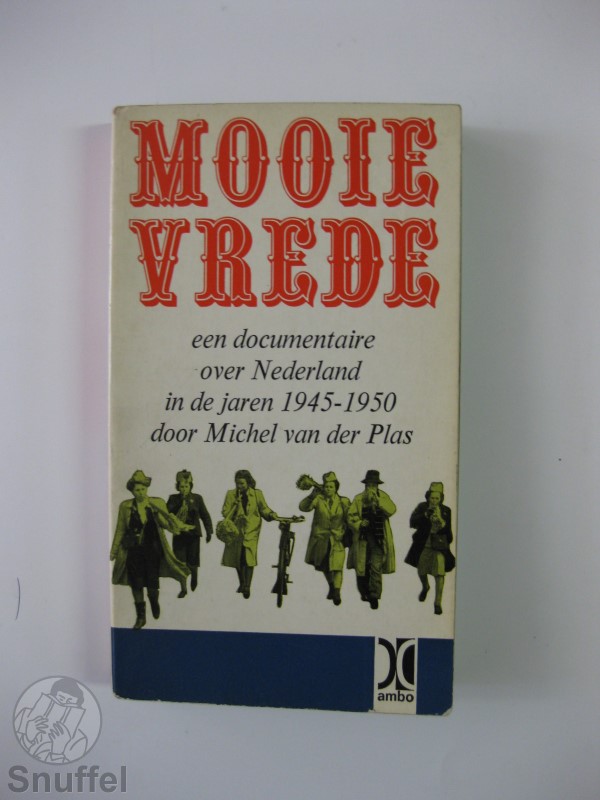 MOOIE
VREDE
een documentaire
over Nederland
in de jaren 1945-1950
door Michel van der Plas
ambo
Snuffel